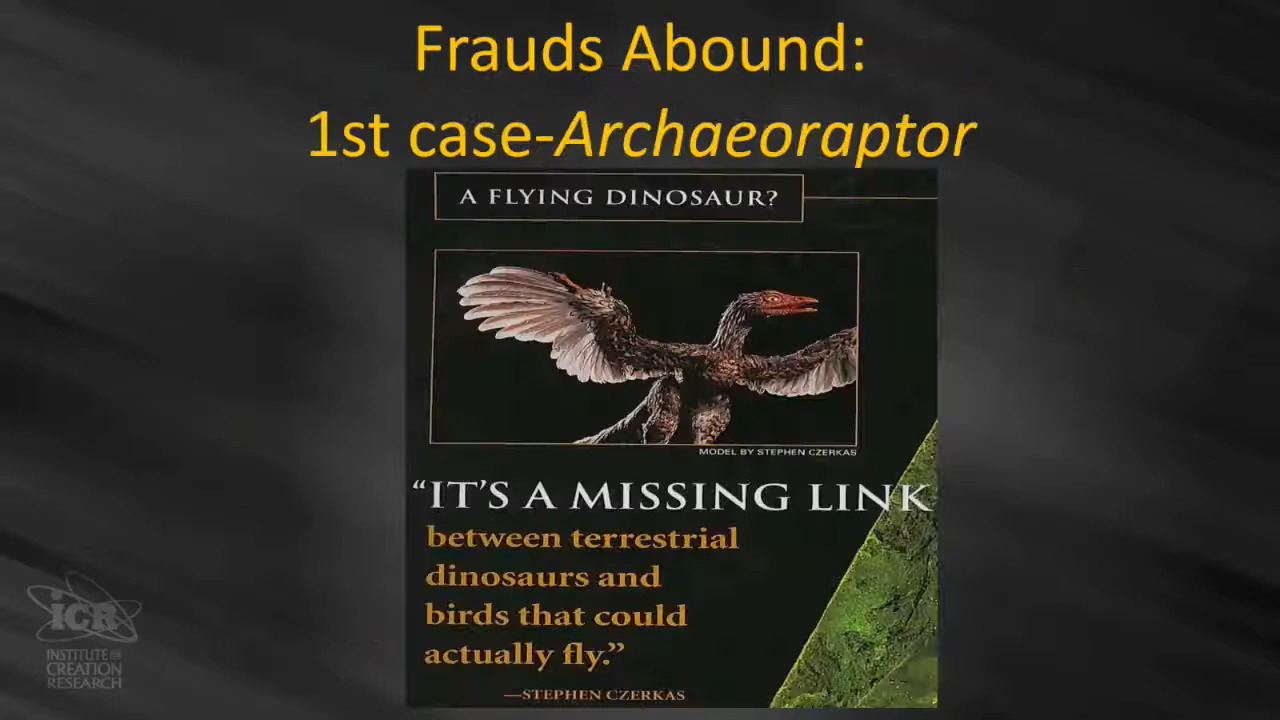 Frauds Abound:
1st case-Archaeoraptor
A FLYING DINOSAUR?
MODEL BY STEPHEN CZERKAS
“IT’S A MISSING LINK
between terrestrial
dinosaurs and
birds that could
actually fly.”
—STEPHEN CZERKAS
iCR
INSTITUTE for
CREATION
RESEARCH